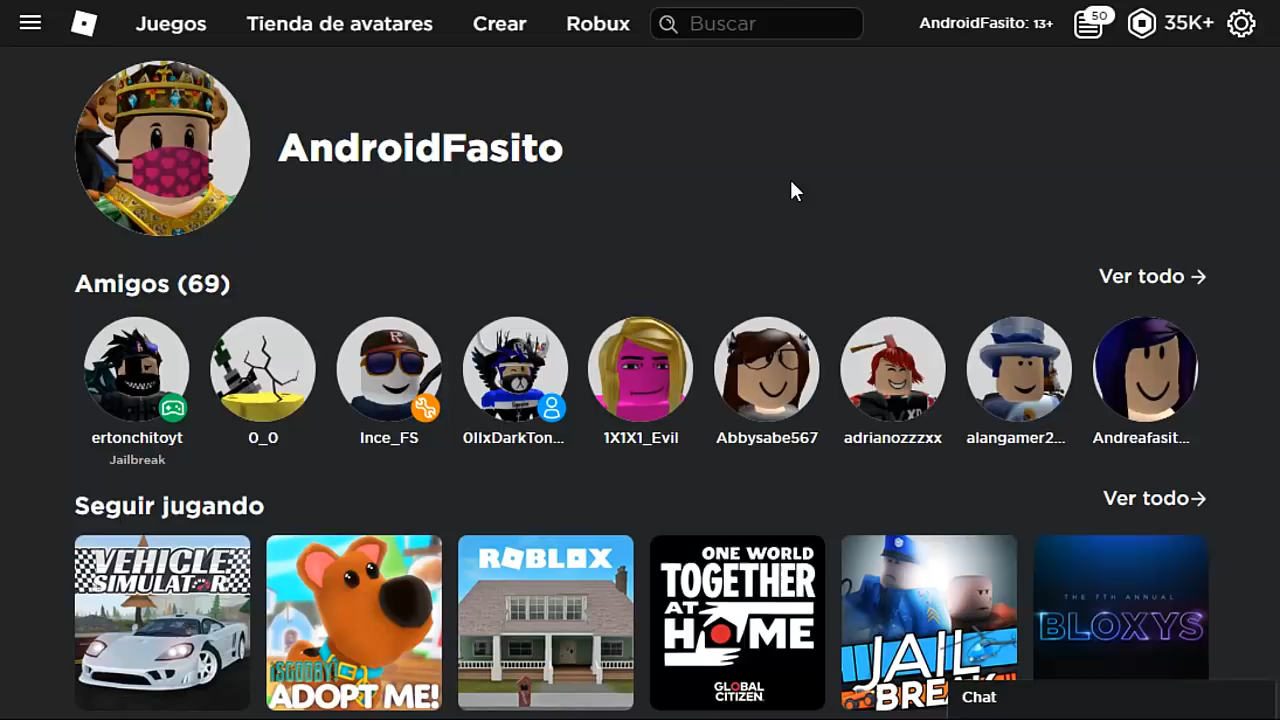 Juegos Tienda de avatares Crear Robux Buscar AndroidFasito: 13+ 50 35K+
AndroidFasito
Amigos (69) Ver todo →
ertonchitoyt 0_0 Ince_FS 0IIxDarkTon... 1X1X1_Evil Abbysabe567 adrianozzzxx alangamer2... Andreafasit...
Jailbreak
Seguir jugando Ver todo→
VEHICLE
SIMULATOR
¡SCOOBY!
ADOPT ME!
ROBLOX
ONE WORLD
TOGETHER
AT
HOME
GLOBAL
CITIZEN
JAIL
BREAK
THE 7TH ANNUAL
BLOXYS
Chat